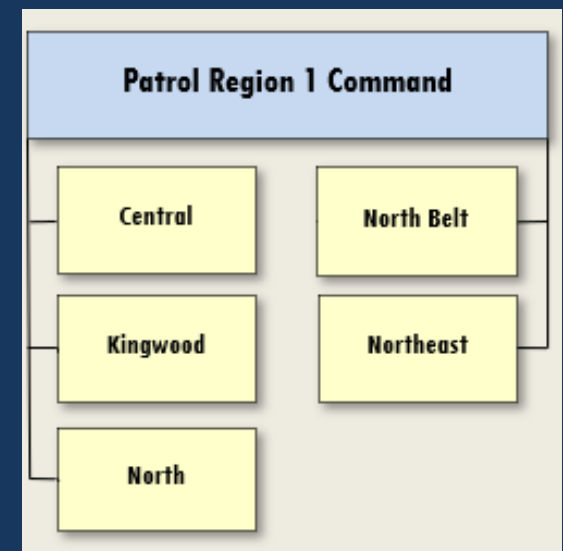 Patrol Region 1 Command
Central
North Belt
Kingwood
Northeast
North